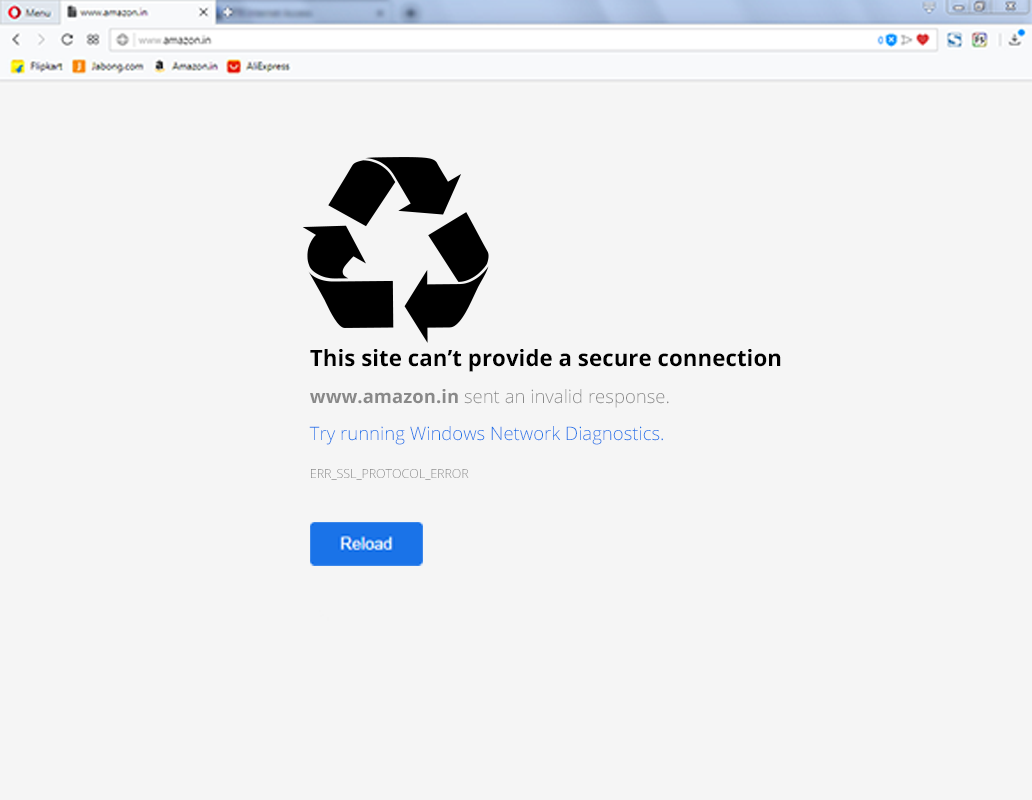 Menu
www.amazon.in
www.amazon.in
0
Flipkart
Jabong.com
Amazon.in
AliExpress
This site can't provide a secure connection
www.amazon.in sent an invalid response.
Try running Windows Network Diagnostics.
ERR_SSL_PROTOCOL_ERROR
Reload